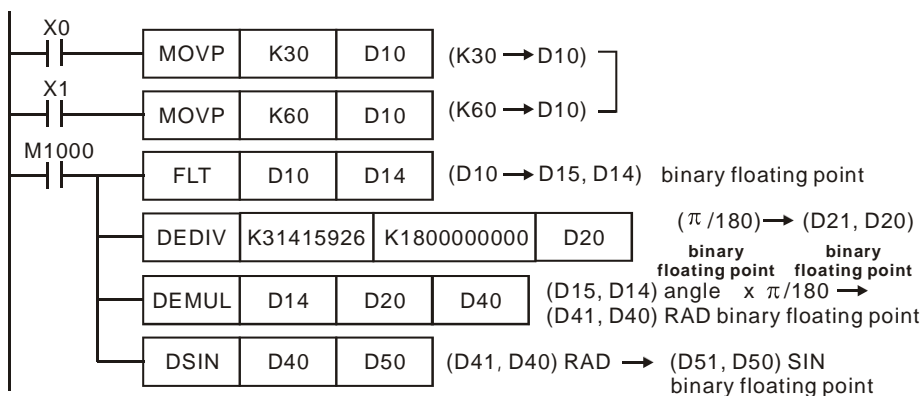 X0
MOVP K30 D10 (K30 → D10)
X1
MOVP K60 D10 (K60 → D10)
M1000
FLT D10 D14 (D10 → D15, D14) binary floating point
DEDIV K31415926 K1800000000 D20 (π/180) → (D21, D20)
binary floating point binary floating point
DEMUL D14 D20 D40 (D15, D14) angle x π/180 →
(D41, D40) RAD binary floating point
DSIN D40 D50 (D41, D40) RAD → (D51, D50) SIN
binary floating point